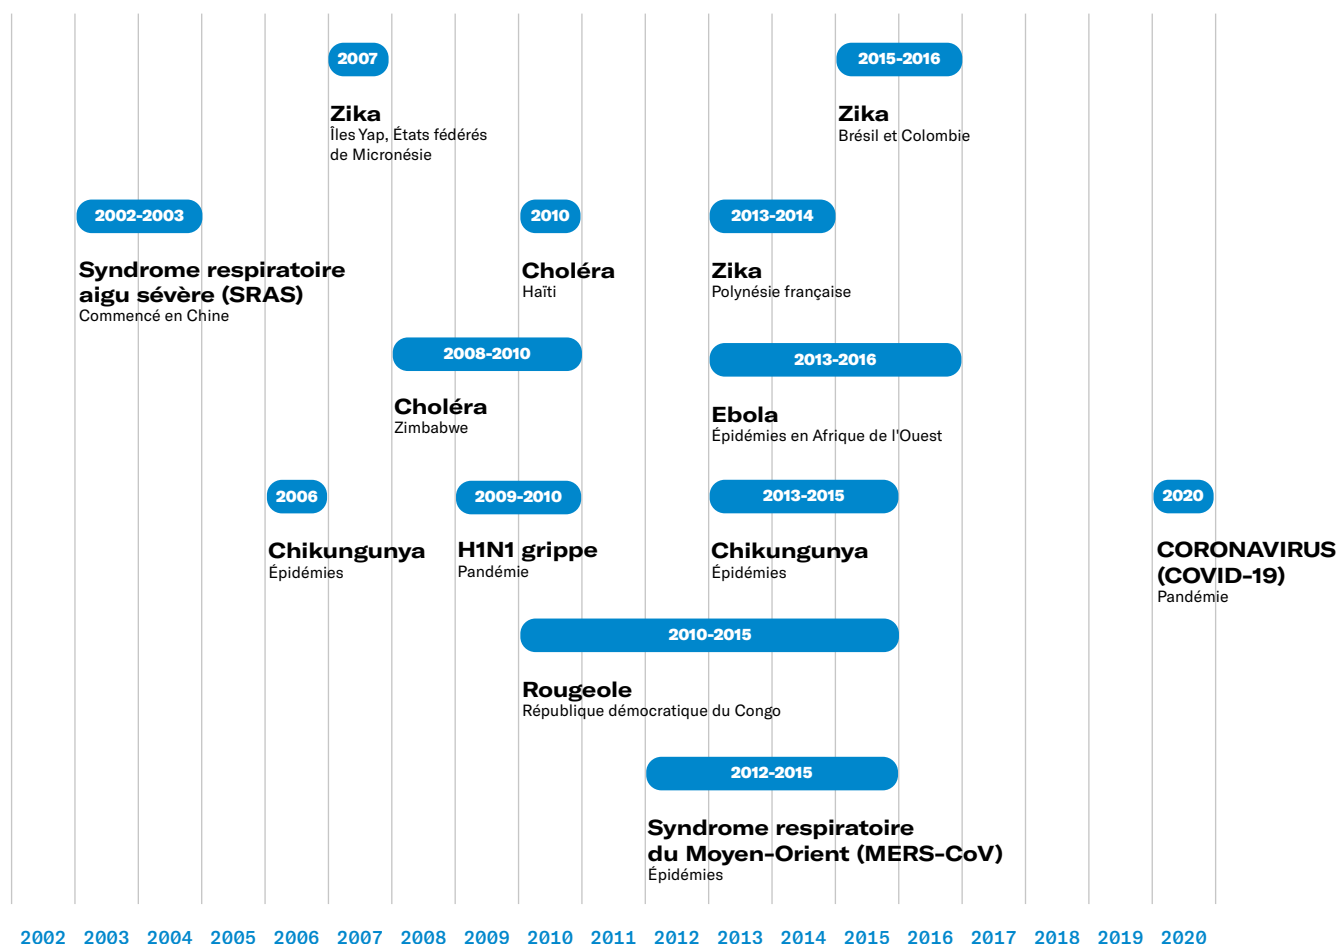 2007
Zika
Îles Yap, États fédérés
de Micronésie
2015-2016
Zika
Brésil et Colombie
2002-2003
Syndrome respiratoire
aigu sévère (SRAS)
Commencé en Chine
2010
Choléra
Haïti
2013-2014
Zika
Polynésie française
2008-2010
Choléra
Zimbabwe
2013-2016
Ebola
Épidémies en Afrique de l'Ouest
2006
Chikungunya
Épidémies
2009-2010
H1N1 grippe
Pandémie
2013-2015
Chikungunya
Épidémies
2020
CORONAVIRUS
(COVID-19)
Pandémie
2010-2015
Rougeole
République démocratique du Congo
2012-2015
Syndrome respiratoire
du Moyen-Orient (MERS-CoV)
Épidémies
2002 2003 2004 2005 2006 2007 2008 2009 2010 2011 2012 2013 2014 2015 2016 2017 2018 2019 2020